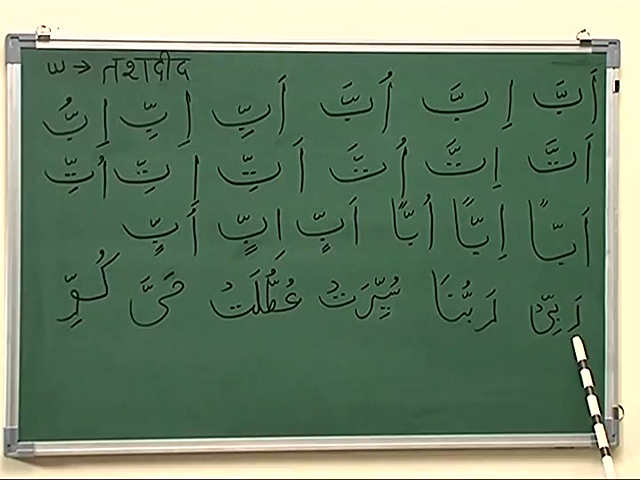 ّ → तशदीद
اَبَّ اِبَّ اُبَّ اَبِّ اِبِّ اِبُّ
اَتَّ اِتَّ اُتَّ اَتِّ اِتِّ اُتِّ
اَبًّا اِبًّا اُبًّا اَبٍّ اِبٍّ اَبٍّ
رَبِّىْ رَبُّنَا سُيِّرَتْ عُطِّلَتْ حَىَّ